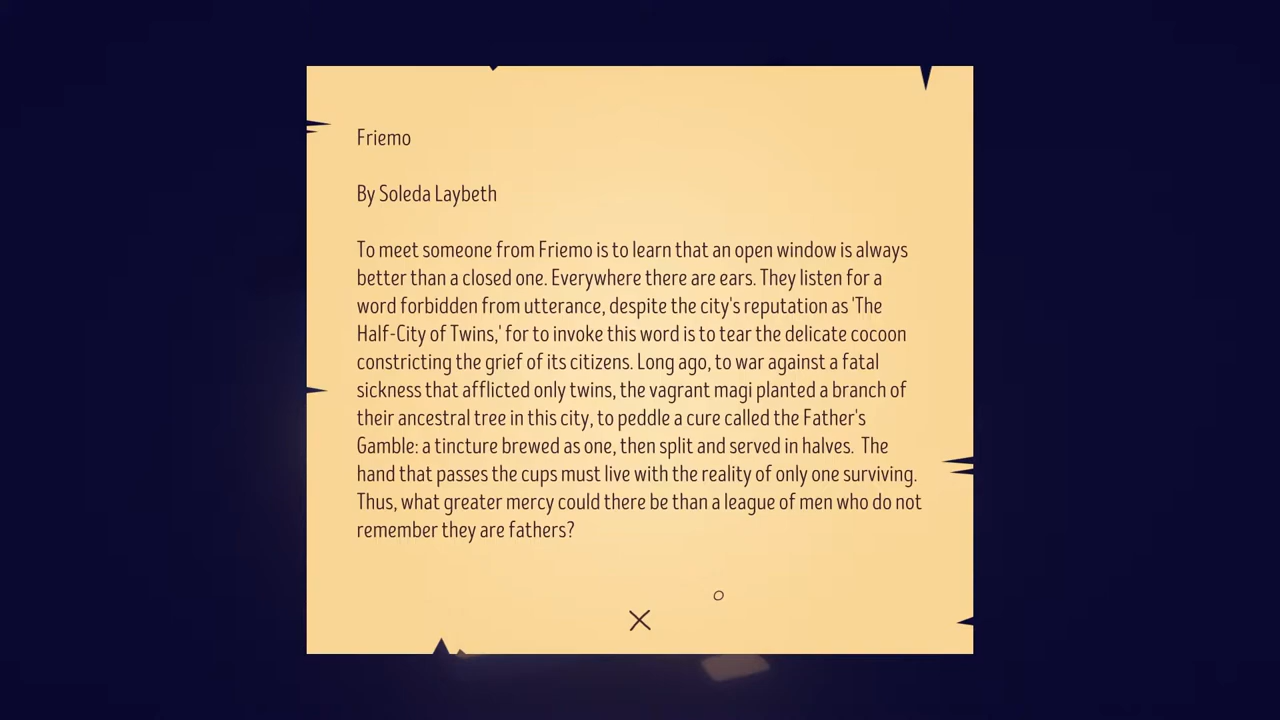 Friemo
By Soleda Laybeth
To meet someone from Friemo is to learn that an open window is always
better than a closed one. Everywhere there are ears. They listen for a
word forbidden from utterance, despite the city's reputation as 'The
Half-City of Twins,' for to invoke this word is to tear the delicate cocoon
constricting the grief of its citizens. Long ago, to war against a fatal
sickness that afflicted only twins, the vagrant magi planted a branch of
their ancestral tree in this city, to peddle a cure called the Father's
Gamble: a tincture brewed as one, then split and served in halves.  The
hand that passes the cups must live with the reality of only one surviving.
Thus, what greater mercy could there be than a league of men who do not
remember they are fathers?